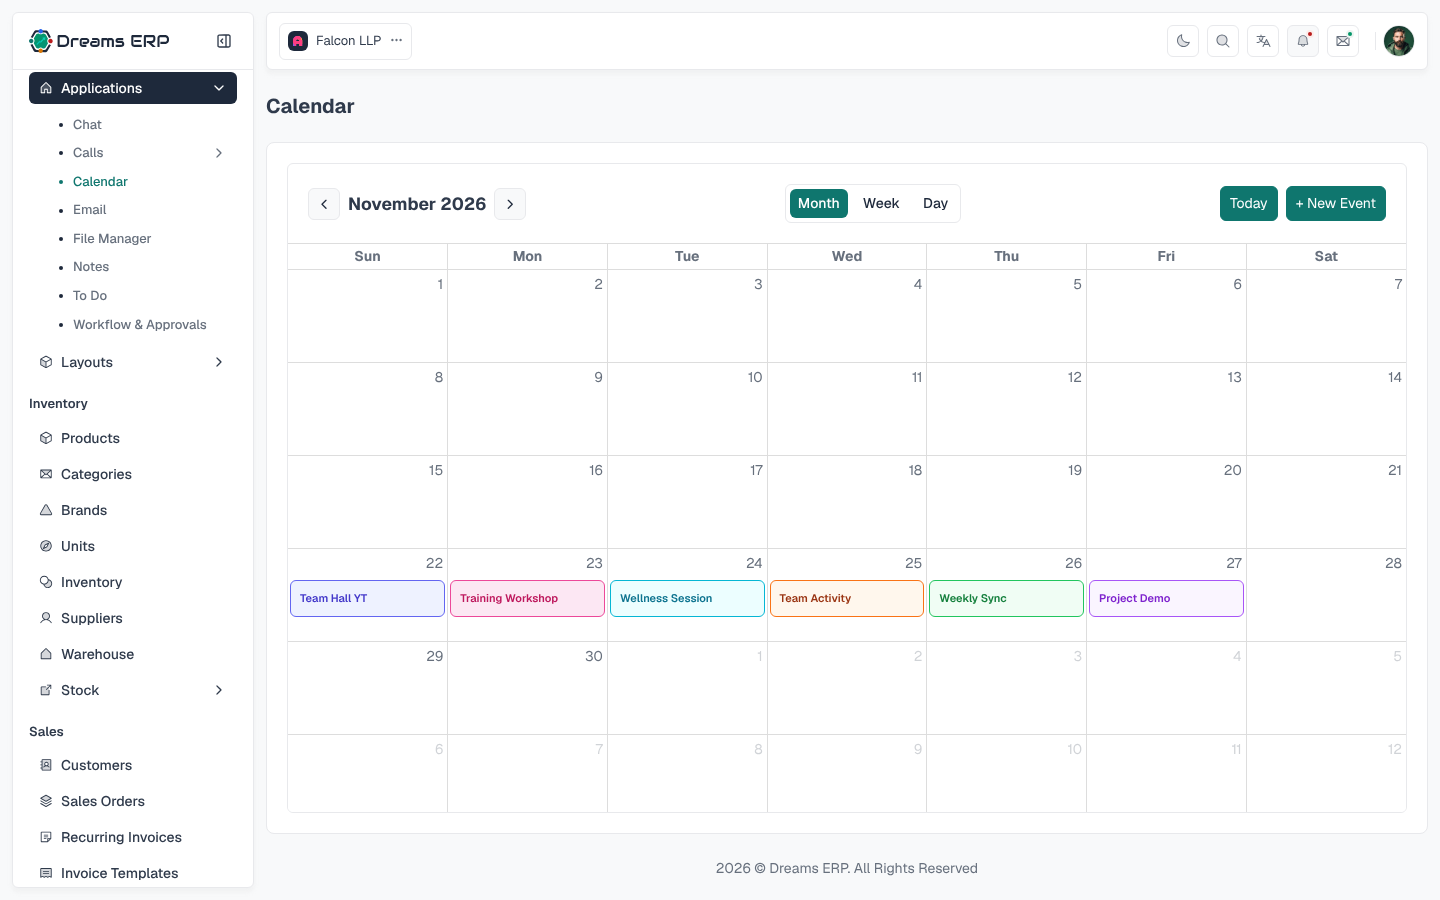 Dreams ERP
Applications
Chat
Calls
Calendar
Email
File Manager
Notes
To Do
Workflow & Approvals
Layouts
Inventory
Products
Categories
Brands
Units
Inventory
Suppliers
Warehouse
Stock
Sales
Customers
Sales Orders
Recurring Invoices
Invoice Templates
Falcon LLP ···
Calendar
November 2026
Month Week Day
Today + New Event
Sun Mon Tue Wed Thu Fri Sat
1 2 3 4 5 6 7
8 9 10 11 12 13 14
15 16 17 18 19 20 21
22 23 24 25 26 27 28
Team Hall YT Training Workshop Wellness Session Team Activity Weekly Sync Project Demo
29 30 1 2 3 4 5
6 7 8 9 10 11 12
2026 © Dreams ERP. All Rights Reserved